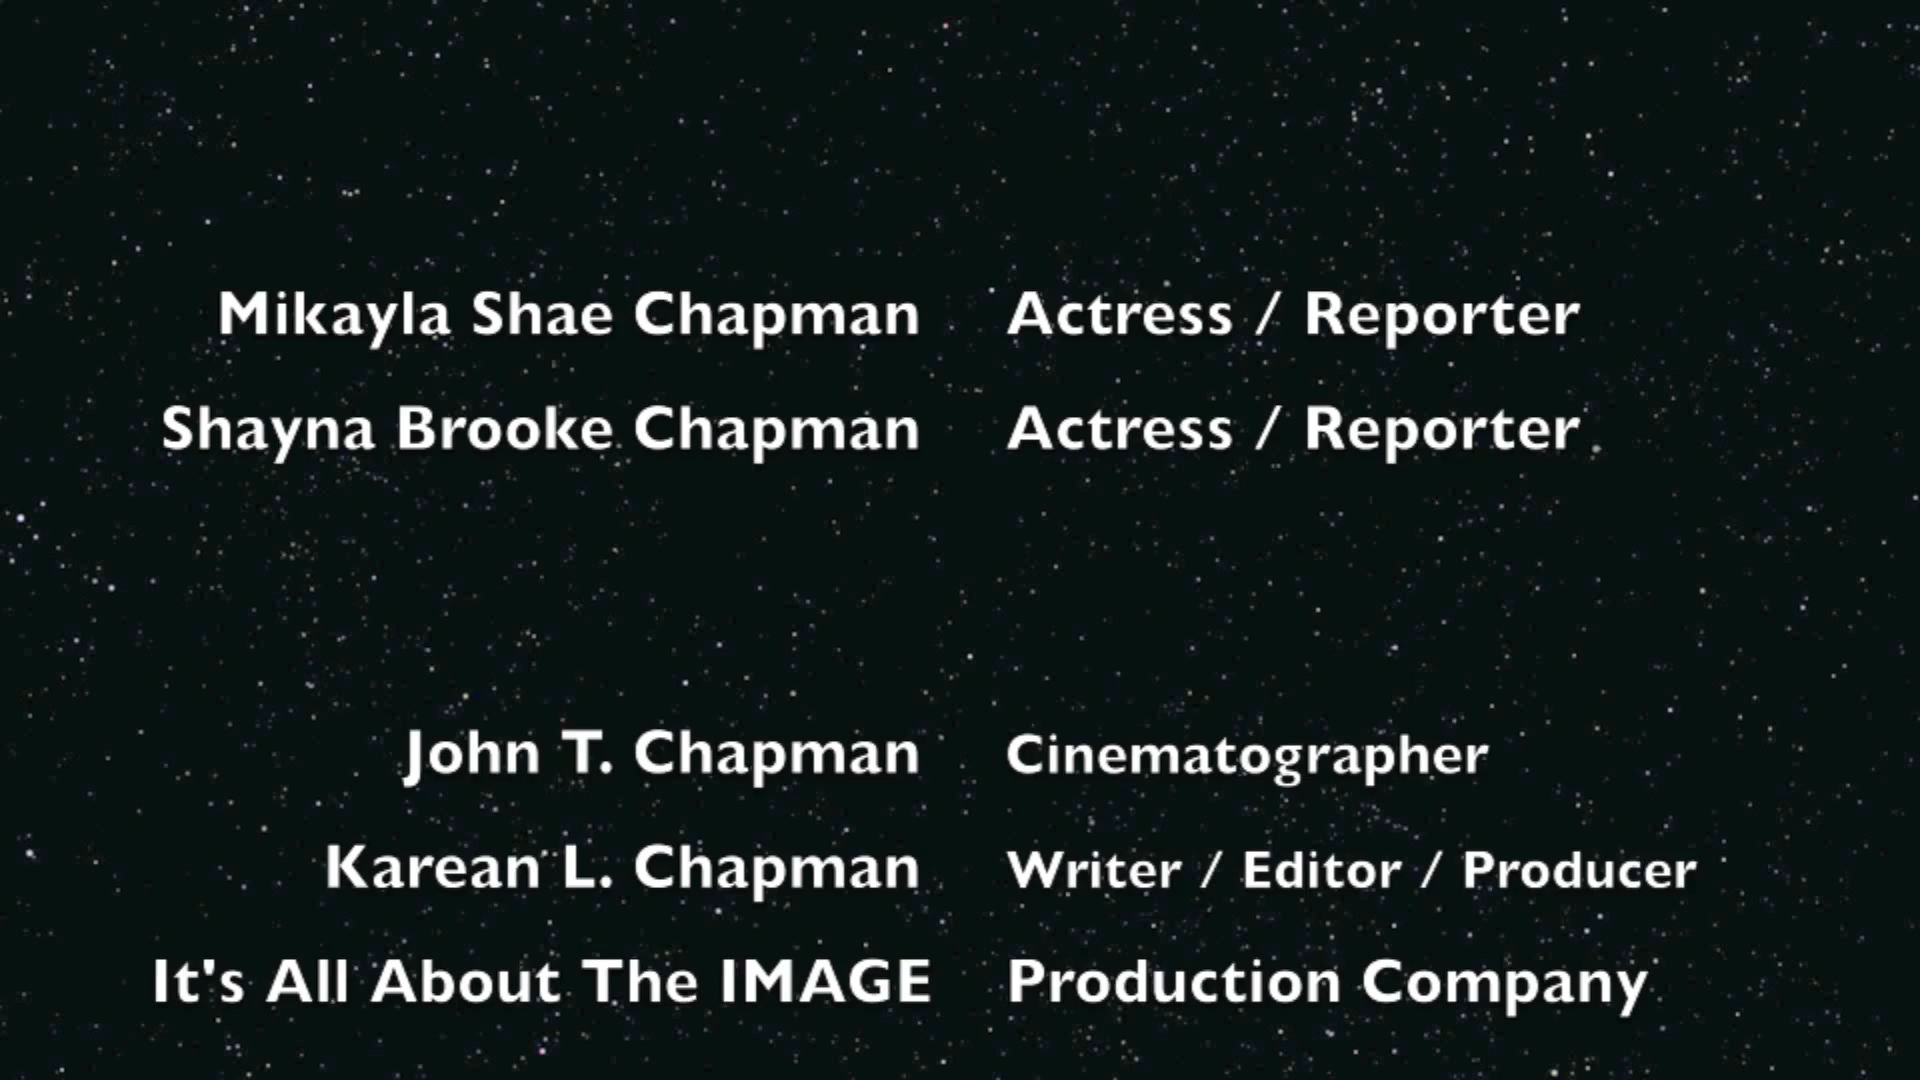 Mikayla Shae Chapman Actress / Reporter
Shayna Brooke Chapman Actress / Reporter
John T. Chapman Cinematographer
Karean L. Chapman Writer / Editor / Producer
It's All About The IMAGE Production Company